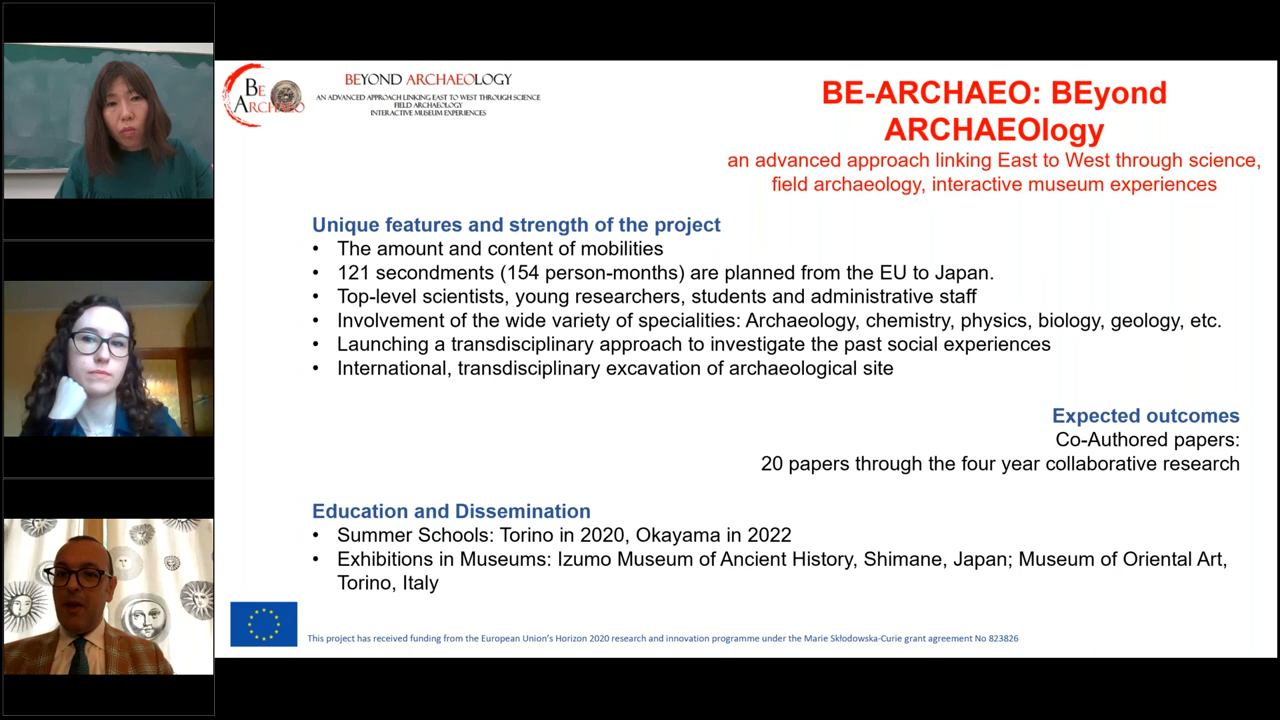 BE
ARCHAEO
BEYOND ARCHAEOLOGY
AN ADVANCED APPROACH LINKING EAST TO WEST THROUGH SCIENCE
FIELD ARCHAEOLOGY
INTERACTIVE MUSEUM EXPERIENCES
BE-ARCHAEO: BEyond
ARCHAEOlogy
an advanced approach linking East to West through science,
field archaeology, interactive museum experiences
Unique features and strength of the project
• The amount and content of mobilities
• 121 secondments (154 person-months) are planned from the EU to Japan.
• Top-level scientists, young researchers, students and administrative staff
• Involvement of the wide variety of specialities: Archaeology, chemistry, physics, biology, geology, etc.
• Launching a transdisciplinary approach to investigate the past social experiences
• International, transdisciplinary excavation of archaeological site
Expected outcomes
Co-Authored papers:
20 papers through the four year collaborative research
Education and Dissemination
• Summer Schools: Torino in 2020, Okayama in 2022
• Exhibitions in Museums: Izumo Museum of Ancient History, Shimane, Japan; Museum of Oriental Art,
Torino, Italy
This project has received funding from the European Union's Horizon 2020 research and innovation programme under the Marie Skłodowska-Curie grant agreement No 823826